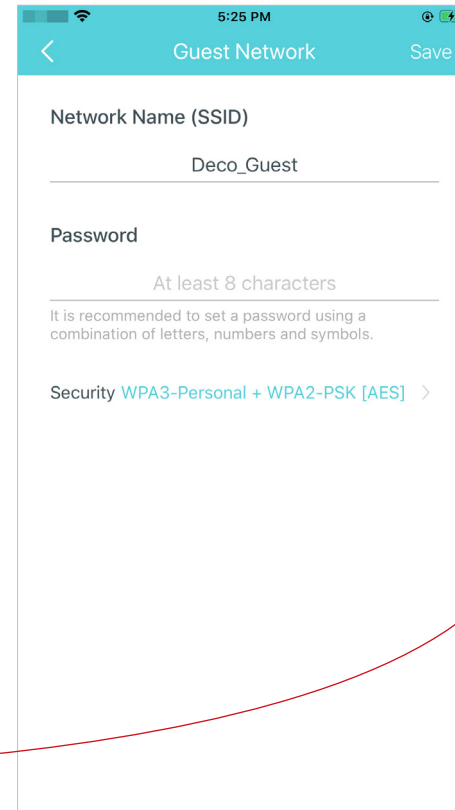 5:25 PM
Guest Network Save
Network Name (SSID)
Deco_Guest
Password
At least 8 characters
It is recommended to set a password using a
combination of letters, numbers and symbols.
Security WPA3-Personal + WPA2-PSK [AES]